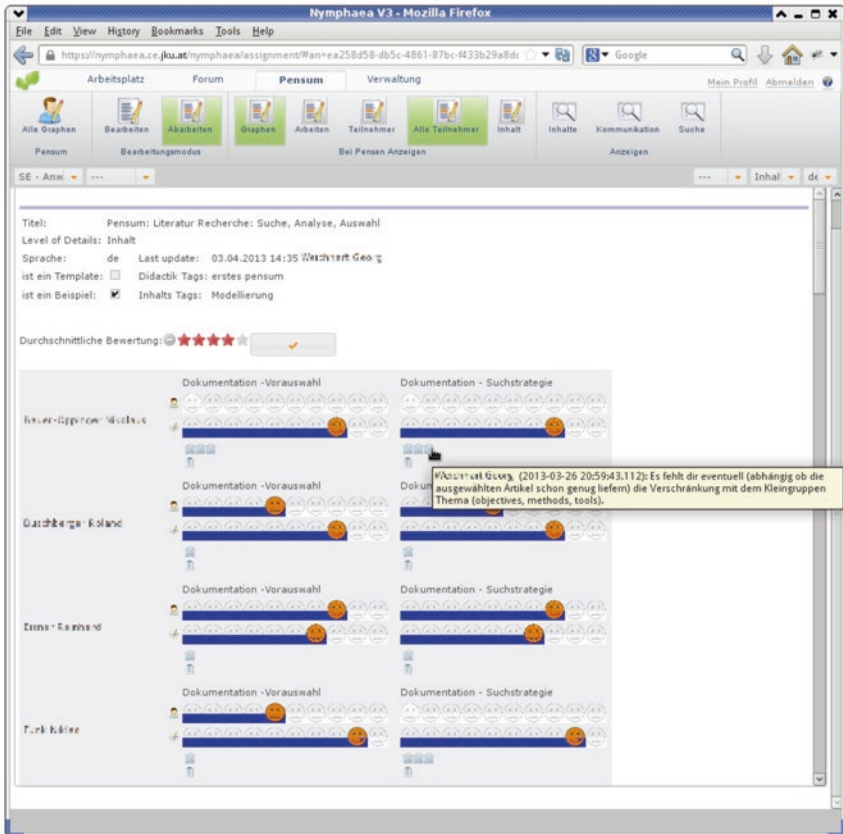 Nymphaea V3 - Mozilla Firefox
File Edit View History Bookmarks Tools Help
https://nymphaea.ce.jku.at/nymphaea/assignment/#an=ea258d58-db5c-4861-87bc-f433b29a8dc Google
Arbeitsplatz Forum Pensum Verwaltung Mein Profil Abmelden
Alle Graphen Bearbeiten Abarbeiten Graphen Arbeiten Teilnehmer Alle Teilnehmer Inhalt Inhalte Kommunikation Suche
Pensum Bearbeitungsmodus Bei Pensen Anzeigen Anzeigen
SE - Anw --- --- Inhal de
Titel: Pensum: Literatur Recherche: Suche, Analyse, Auswahl
Level of Details: Inhalt
Sprache: de Last update: 03.04.2013 14:35 Georg
ist ein Template: Didactik Tags: erstes pensum
ist ein Beispiel: Inhalts Tags: Modellierung
Durchschnittliche Bewertung:
Dokumentation -Vorauswahl Dokumentation - Suchstrategie
Georg (2013-03-26 20:59:43.112): Es fehlt dir eventuell (abhängig ob die
ausgewählten Artikel schon genug liefern) die Verschränkung mit dem Kleingruppen
Thema (objectives, methods, tools).
Dokumentation -Vorauswahl Dokum
Roland
Dokumentation -Vorauswahl Dokumentation - Suchstrategie
Dokumentation -Vorauswahl Dokumentation - Suchstrategie